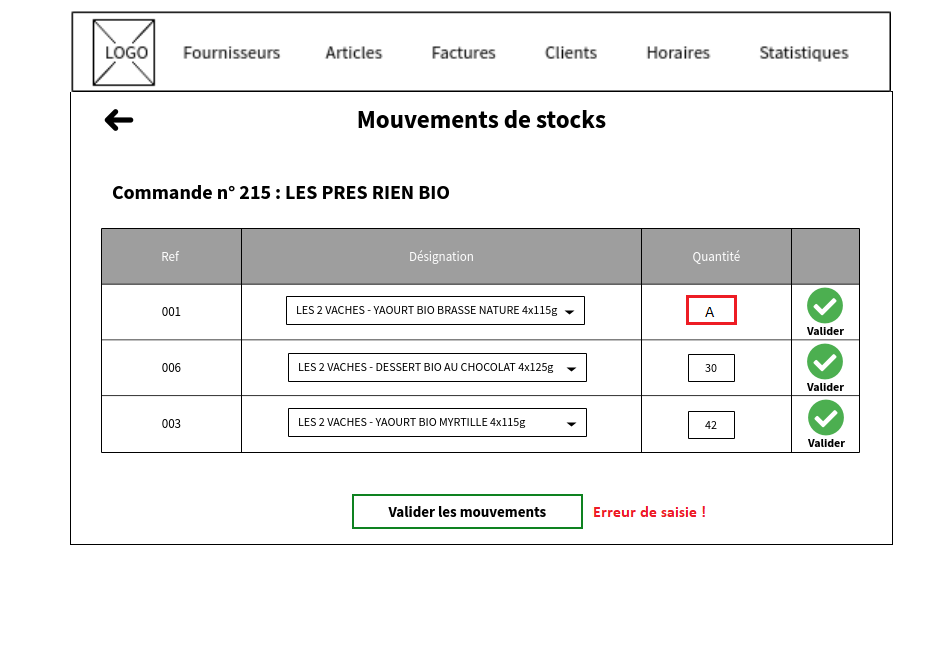 LOGO Fournisseurs Articles Factures Clients Horaires Statistiques
Mouvements de stocks
Commande n° 215 : LES PRES RIEN BIO
Ref Désignation Quantité
001 LES 2 VACHES - YAOURT BIO BRASSE NATURE 4x115g A
Valider
006 LES 2 VACHES - DESSERT BIO AU CHOCOLAT 4x125g 30
Valider
003 LES 2 VACHES - YAOURT BIO MYRTILLE 4x115g 42
Valider
Valider les mouvements Erreur de saisie !